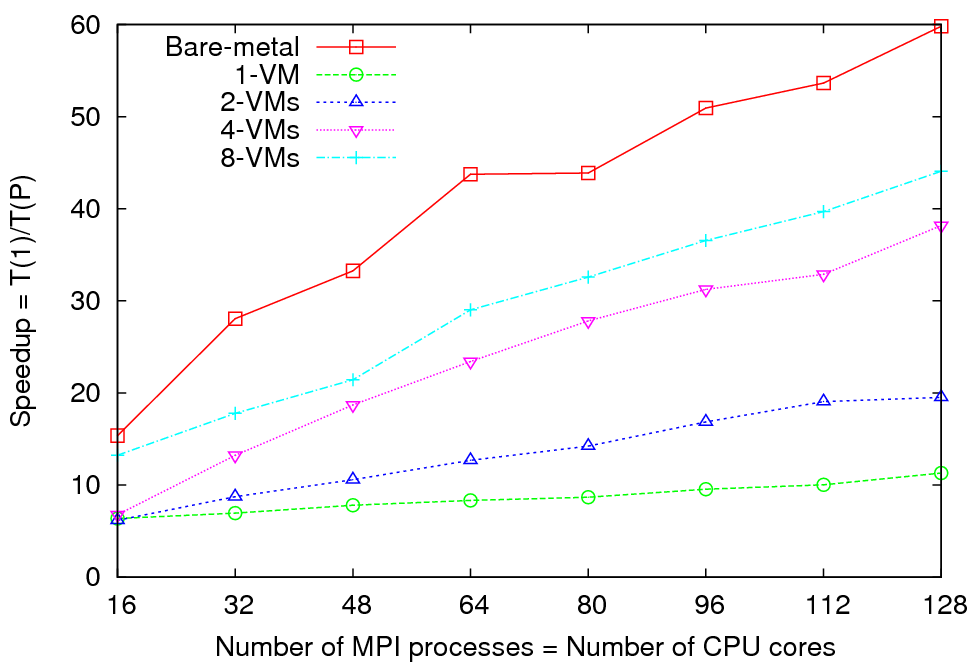 60
50
40
30
20
10
0
Speedup = T(1)/T(P)
Bare-metal
1-VM
2-VMs
4-VMs
8-VMs
16 32 48 64 80 96 112 128
Number of MPI processes = Number of CPU cores